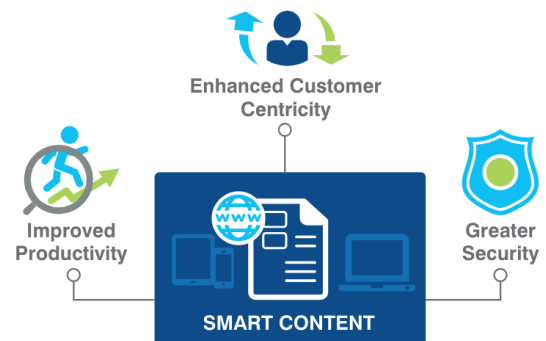 Enhanced Customer
Centricity
Improved
Productivity
Greater
Security
www
SMART CONTENT